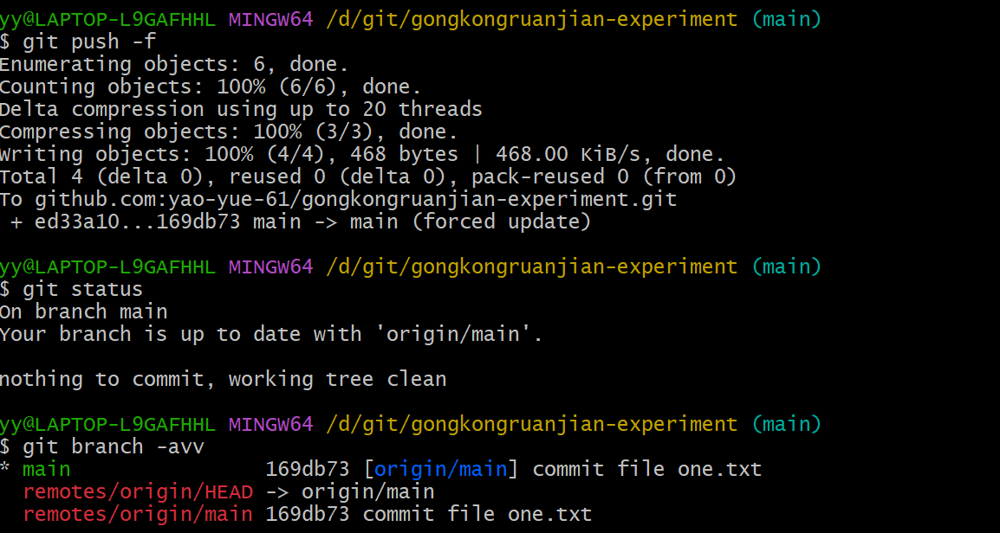 yy@LAPTOP-L9GAFHHL MINGW64 /d/git/gongkongruanjian-experiment (main)
$ git push -f
Enumerating objects: 6, done.
Counting objects: 100% (6/6), done.
Delta compression using up to 20 threads
Compressing objects: 100% (3/3), done.
Writing objects: 100% (4/4), 468 bytes | 468.00 KiB/s, done.
Total 4 (delta 0), reused 0 (delta 0), pack-reused 0 (from 0)
To github.com:yao-yue-61/gongkongruanjian-experiment.git
 + ed33a10...169db73 main -> main (forced update)

yy@LAPTOP-L9GAFHHL MINGW64 /d/git/gongkongruanjian-experiment (main)
$ git status
On branch main
Your branch is up to date with 'origin/main'.

nothing to commit, working tree clean

yy@LAPTOP-L9GAFHHL MINGW64 /d/git/gongkongruanjian-experiment (main)
$ git branch -avv
* main                169db73 [origin/main] commit file one.txt
  remotes/origin/HEAD -> origin/main
  remotes/origin/main 169db73 commit file one.txt